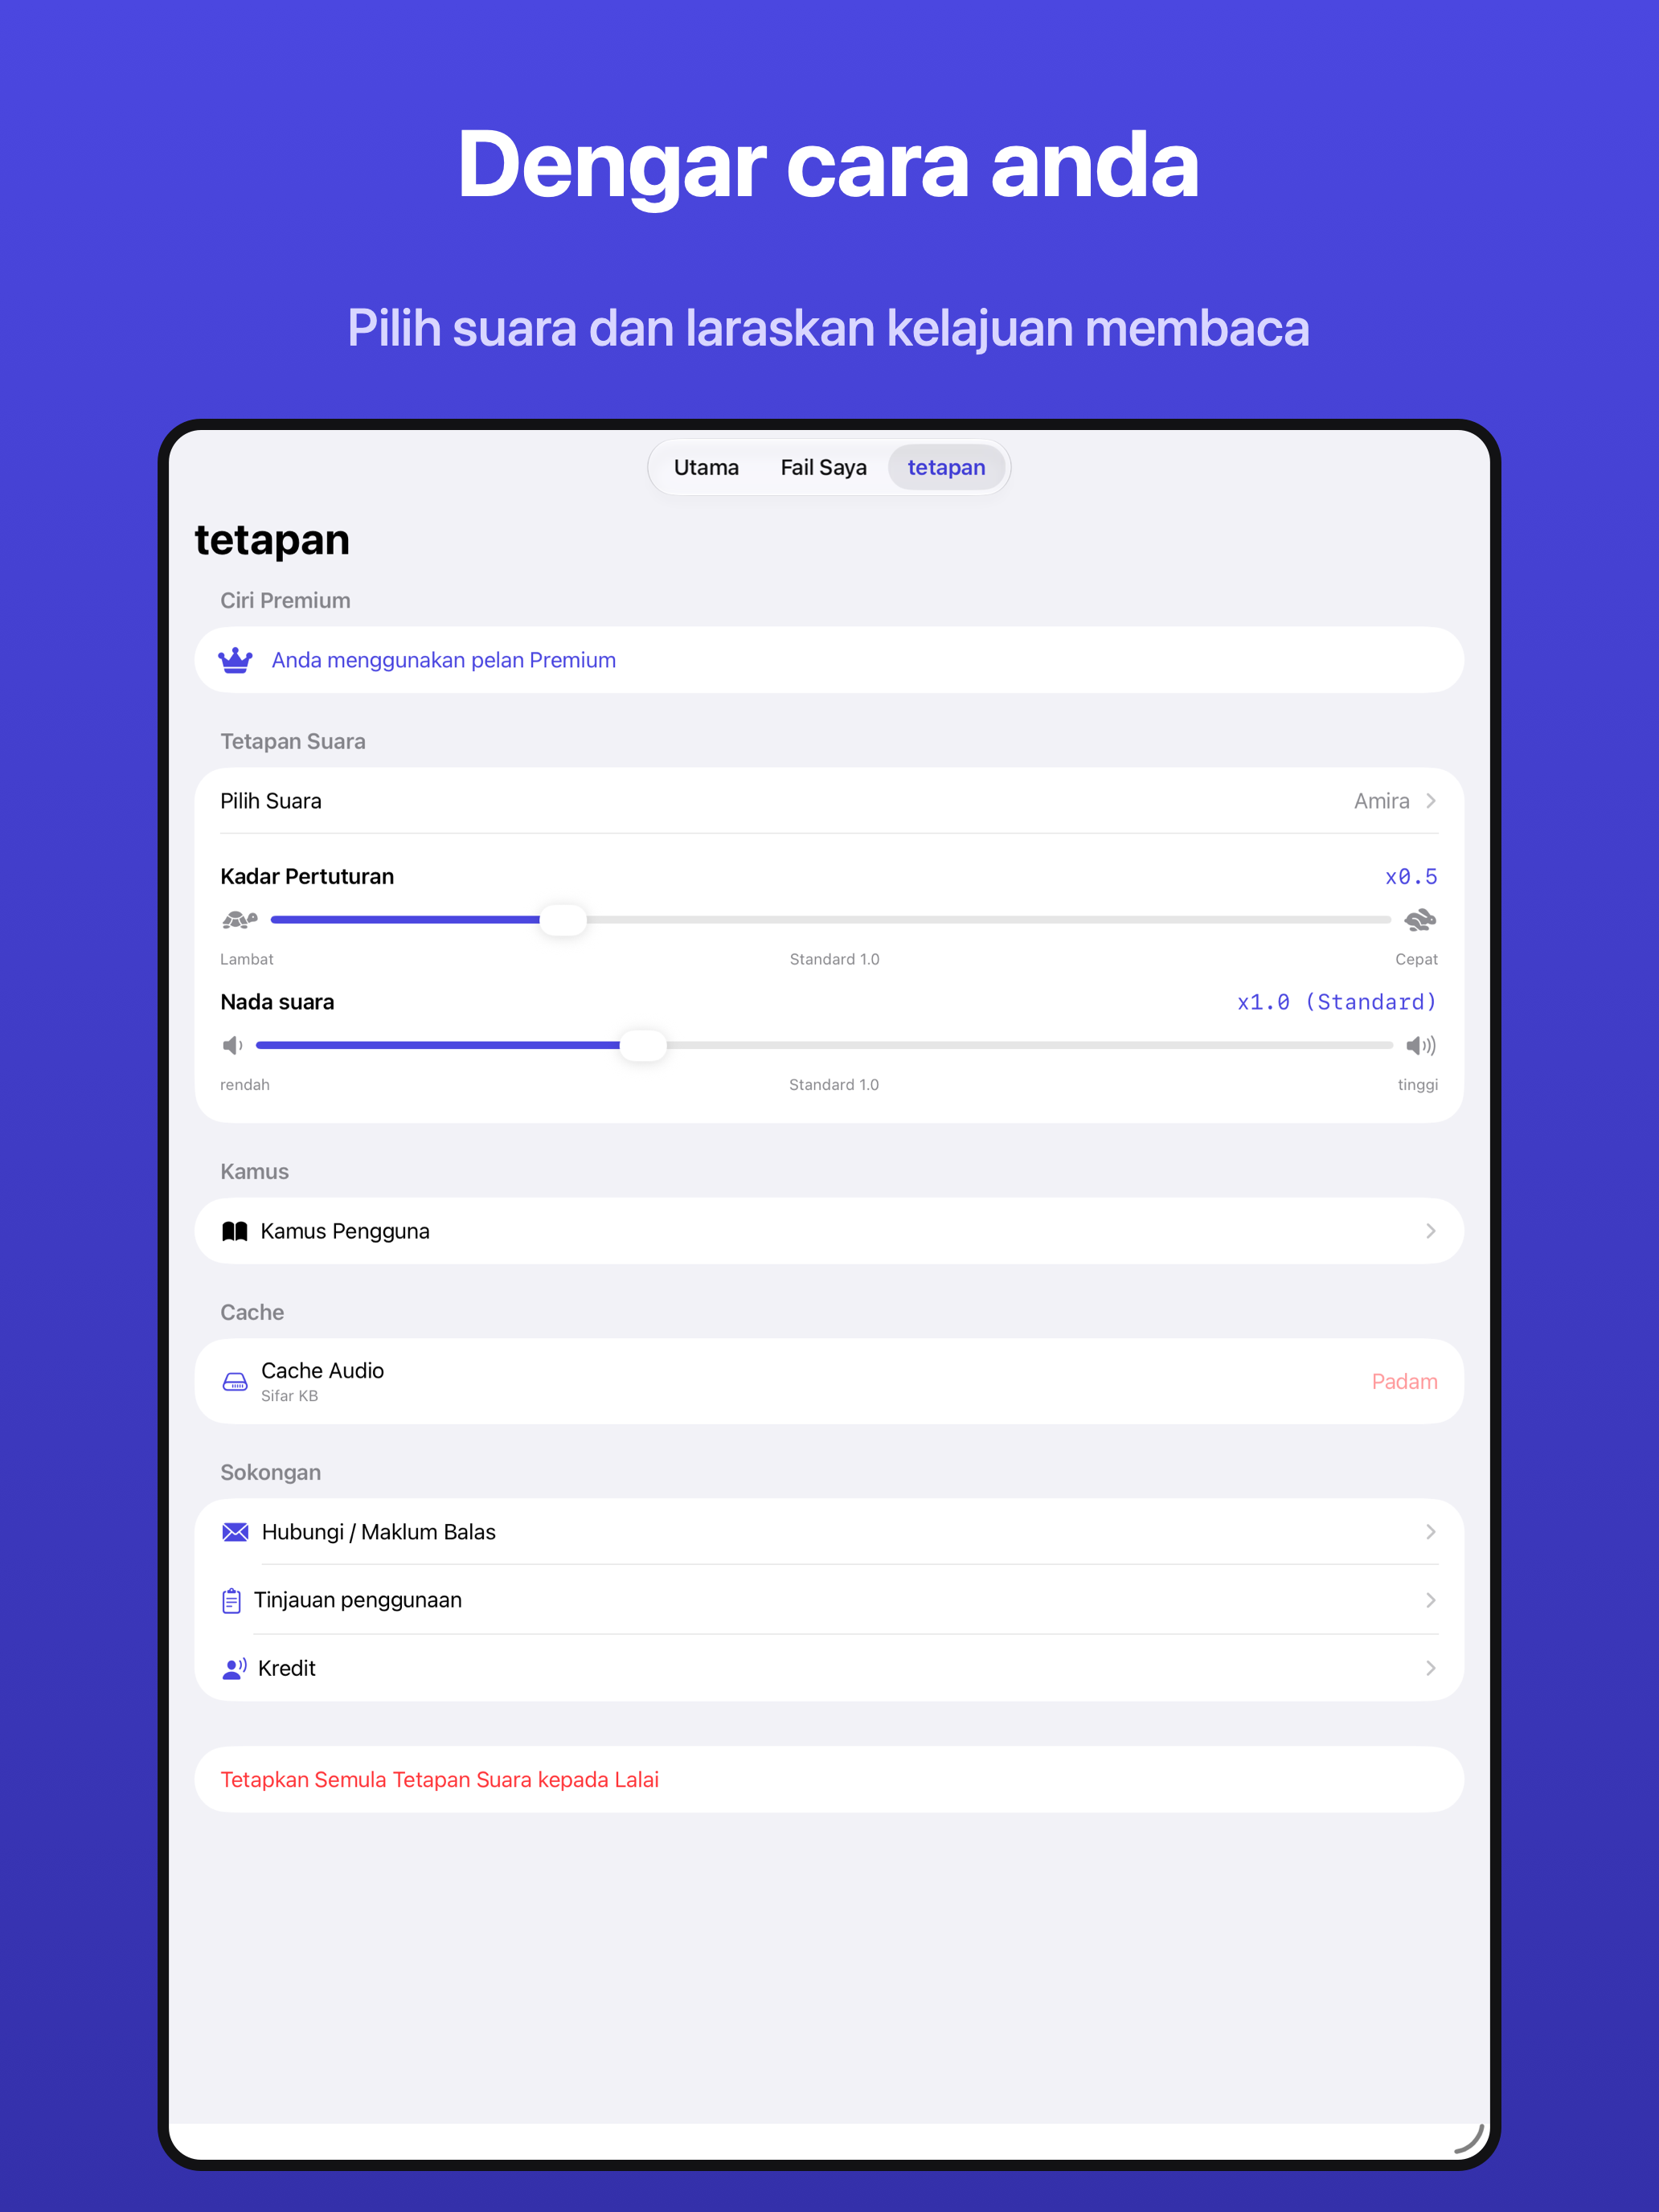 Dengar cara anda
Pilih suara dan laraskan kelajuan membaca
Utama Fail Saya tetapan
tetapan
Ciri Premium
Anda menggunakan pelan Premium
Tetapan Suara
Pilih Suara Amira
Kadar Pertuturan x0.5
Lambat Standard 1.0 Cepat
Nada suara x1.0 (Standard)
rendah Standard 1.0 tinggi
Kamus
Kamus Pengguna
Cache
Cache Audio
Sifar KB
Padam
Sokongan
Hubungi / Maklum Balas
Tinjauan penggunaan
Kredit
Tetapkan Semula Tetapan Suara kepada Lalai